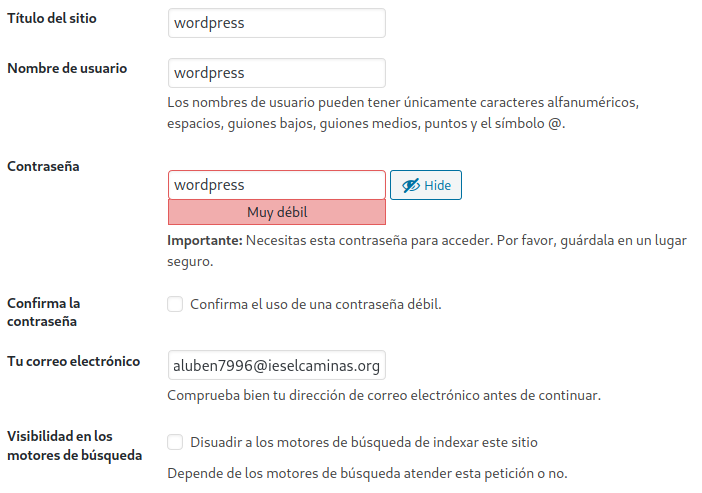 Título del sitio
wordpress
Nombre de usuario
wordpress
Los nombres de usuario pueden tener únicamente caracteres alfanuméricos,
espacios, guiones bajos, guiones medios, puntos y el símbolo @.
Contraseña
wordpress
Hide
Muy débil
Importante: Necesitas esta contraseña para acceder. Por favor, guárdala en un lugar
seguro.
Confirma la
contraseña
Confirma el uso de una contraseña débil.
Tu correo electrónico
aluben7996@ieselcaminas.org
Comprueba bien tu dirección de correo electrónico antes de continuar.
Visibilidad en los
motores de búsqueda
Disuadir a los motores de búsqueda de indexar este sitio
Depende de los motores de búsqueda atender esta petición o no.